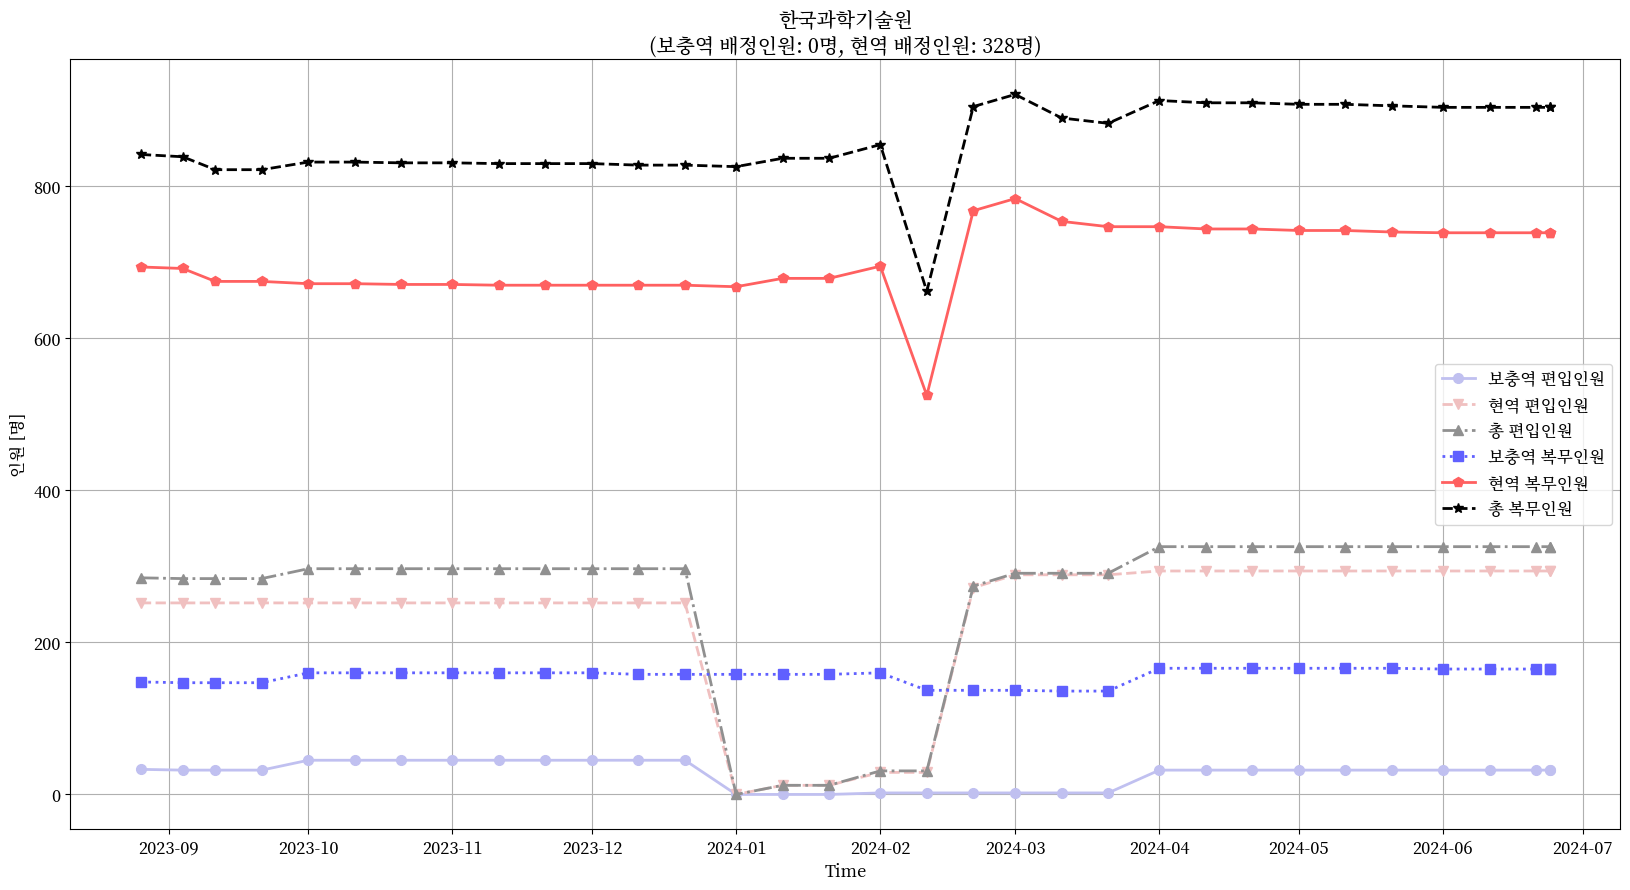 한국과학기술원
(보충역 배정인원: 0명, 현역 배정인원: 328명)
인원 [명]
800
600
400
200
0
보충역 편입인원
현역 편입인원
총 편입인원
보충역 복무인원
현역 복무인원
총 복무인원
2023-09 2023-10 2023-11 2023-12 2024-01 2024-02 2024-03 2024-04 2024-05 2024-06 2024-07
Time